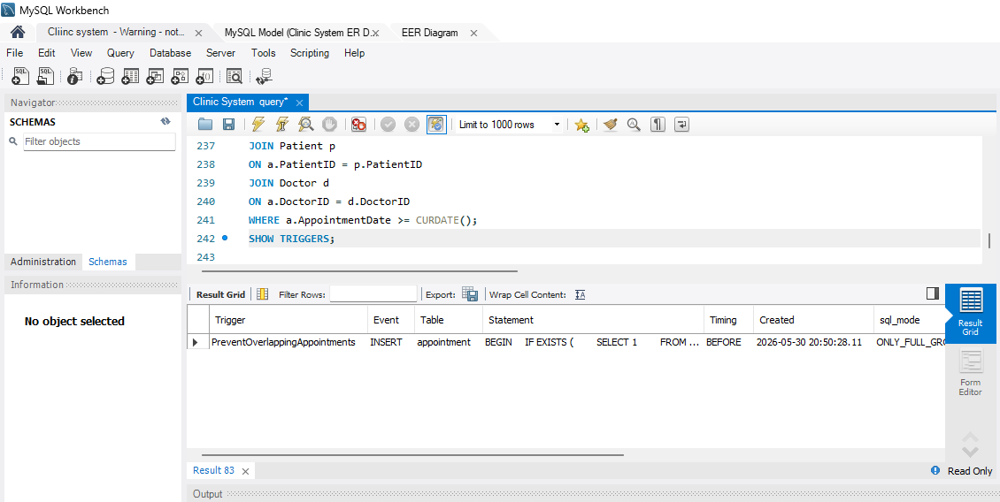 MySQL Workbench
Cliinc system - Warning - not...
MySQL Model (Clinic System ER D...
EER Diagram
File Edit View Query Database Server Tools Scripting Help
Navigator
SCHEMAS
Filter objects
Administration Schemas
Information
No object selected
Clinic System query*
Limit to 1000 rows
237 JOIN Patient p
238 ON a.PatientID = p.PatientID
239 JOIN Doctor d
240 ON a.DoctorID = d.DoctorID
241 WHERE a.AppointmentDate >= CURDATE();
242 SHOW TRIGGERS;
243
Result Grid Filter Rows: Export: Wrap Cell Content:
Trigger Event Table Statement Timing Created sql_mode
PreventOverlappingAppointments INSERT appointment BEGIN IF EXISTS ( SELECT 1 FROM ... BEFORE 2026-05-30 20:50:28.11 ONLY_FULL_GR
Result
Grid
Form
Editor
Result 83
Read Only
Output